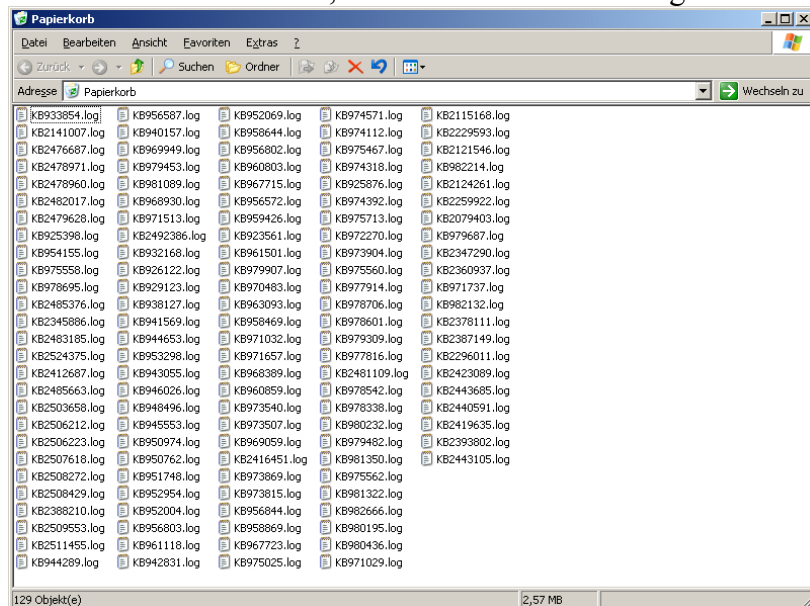 Papierkorb
Datei Bearbeiten Ansicht Favoriten Extras ?
Zurück Suchen Ordner
Adresse Papierkorb Wechseln zu
KB933854.log
KB2141007.log
KB2476687.log
KB2478971.log
KB2478960.log
KB2482017.log
KB2479628.log
KB925398.log
KB954155.log
KB975558.log
KB978695.log
KB2485376.log
KB2345886.log
KB2483185.log
KB2524375.log
KB2412687.log
KB2485663.log
KB2503658.log
KB2506212.log
KB2506223.log
KB2507618.log
KB2508272.log
KB2508429.log
KB2388210.log
KB2509553.log
KB2511455.log
KB944289.log
KB956587.log
KB940157.log
KB969949.log
KB979453.log
KB981089.log
KB968930.log
KB971513.log
KB2492386.log
KB932168.log
KB926122.log
KB929123.log
KB938127.log
KB941569.log
KB944653.log
KB953298.log
KB943055.log
KB946026.log
KB948496.log
KB945553.log
KB950974.log
KB950762.log
KB951748.log
KB952954.log
KB952004.log
KB956803.log
KB961118.log
KB942831.log
KB952069.log
KB958644.log
KB956802.log
KB960803.log
KB967715.log
KB956572.log
KB959426.log
KB923561.log
KB961501.log
KB979907.log
KB970483.log
KB963093.log
KB958469.log
KB971032.log
KB971657.log
KB968389.log
KB960859.log
KB973540.log
KB973507.log
KB969059.log
KB2416451.log
KB973869.log
KB973815.log
KB956844.log
KB958869.log
KB967723.log
KB975025.log
KB974571.log
KB974112.log
KB975467.log
KB974318.log
KB925876.log
KB974392.log
KB975713.log
KB972270.log
KB973904.log
KB975560.log
KB977914.log
KB978706.log
KB978601.log
KB979309.log
KB977816.log
KB2481109.log
KB978542.log
KB978338.log
KB980232.log
KB979482.log
KB981350.log
KB975562.log
KB981322.log
KB982666.log
KB980195.log
KB980436.log
KB971029.log
KB2115168.log
KB2229593.log
KB2121546.log
KB982214.log
KB2124261.log
KB2259922.log
KB2079403.log
KB979687.log
KB2347290.log
KB2360937.log
KB971737.log
KB982132.log
KB2378111.log
KB2387149.log
KB2296011.log
KB2423089.log
KB2443685.log
KB2440591.log
KB2419635.log
KB2393802.log
KB2443105.log
129 Objekt(e) 2,57 MB